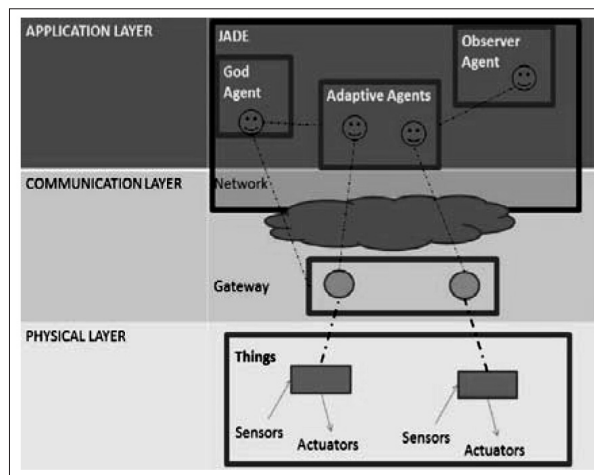 APPLICATION LAYER
JADE
God
Agent
Adaptive Agents
Observer
Agent
COMMUNICATION LAYER
Network
Gateway
PHYSICAL LAYER
Things
Sensors
Actuators
Sensors
Actuators